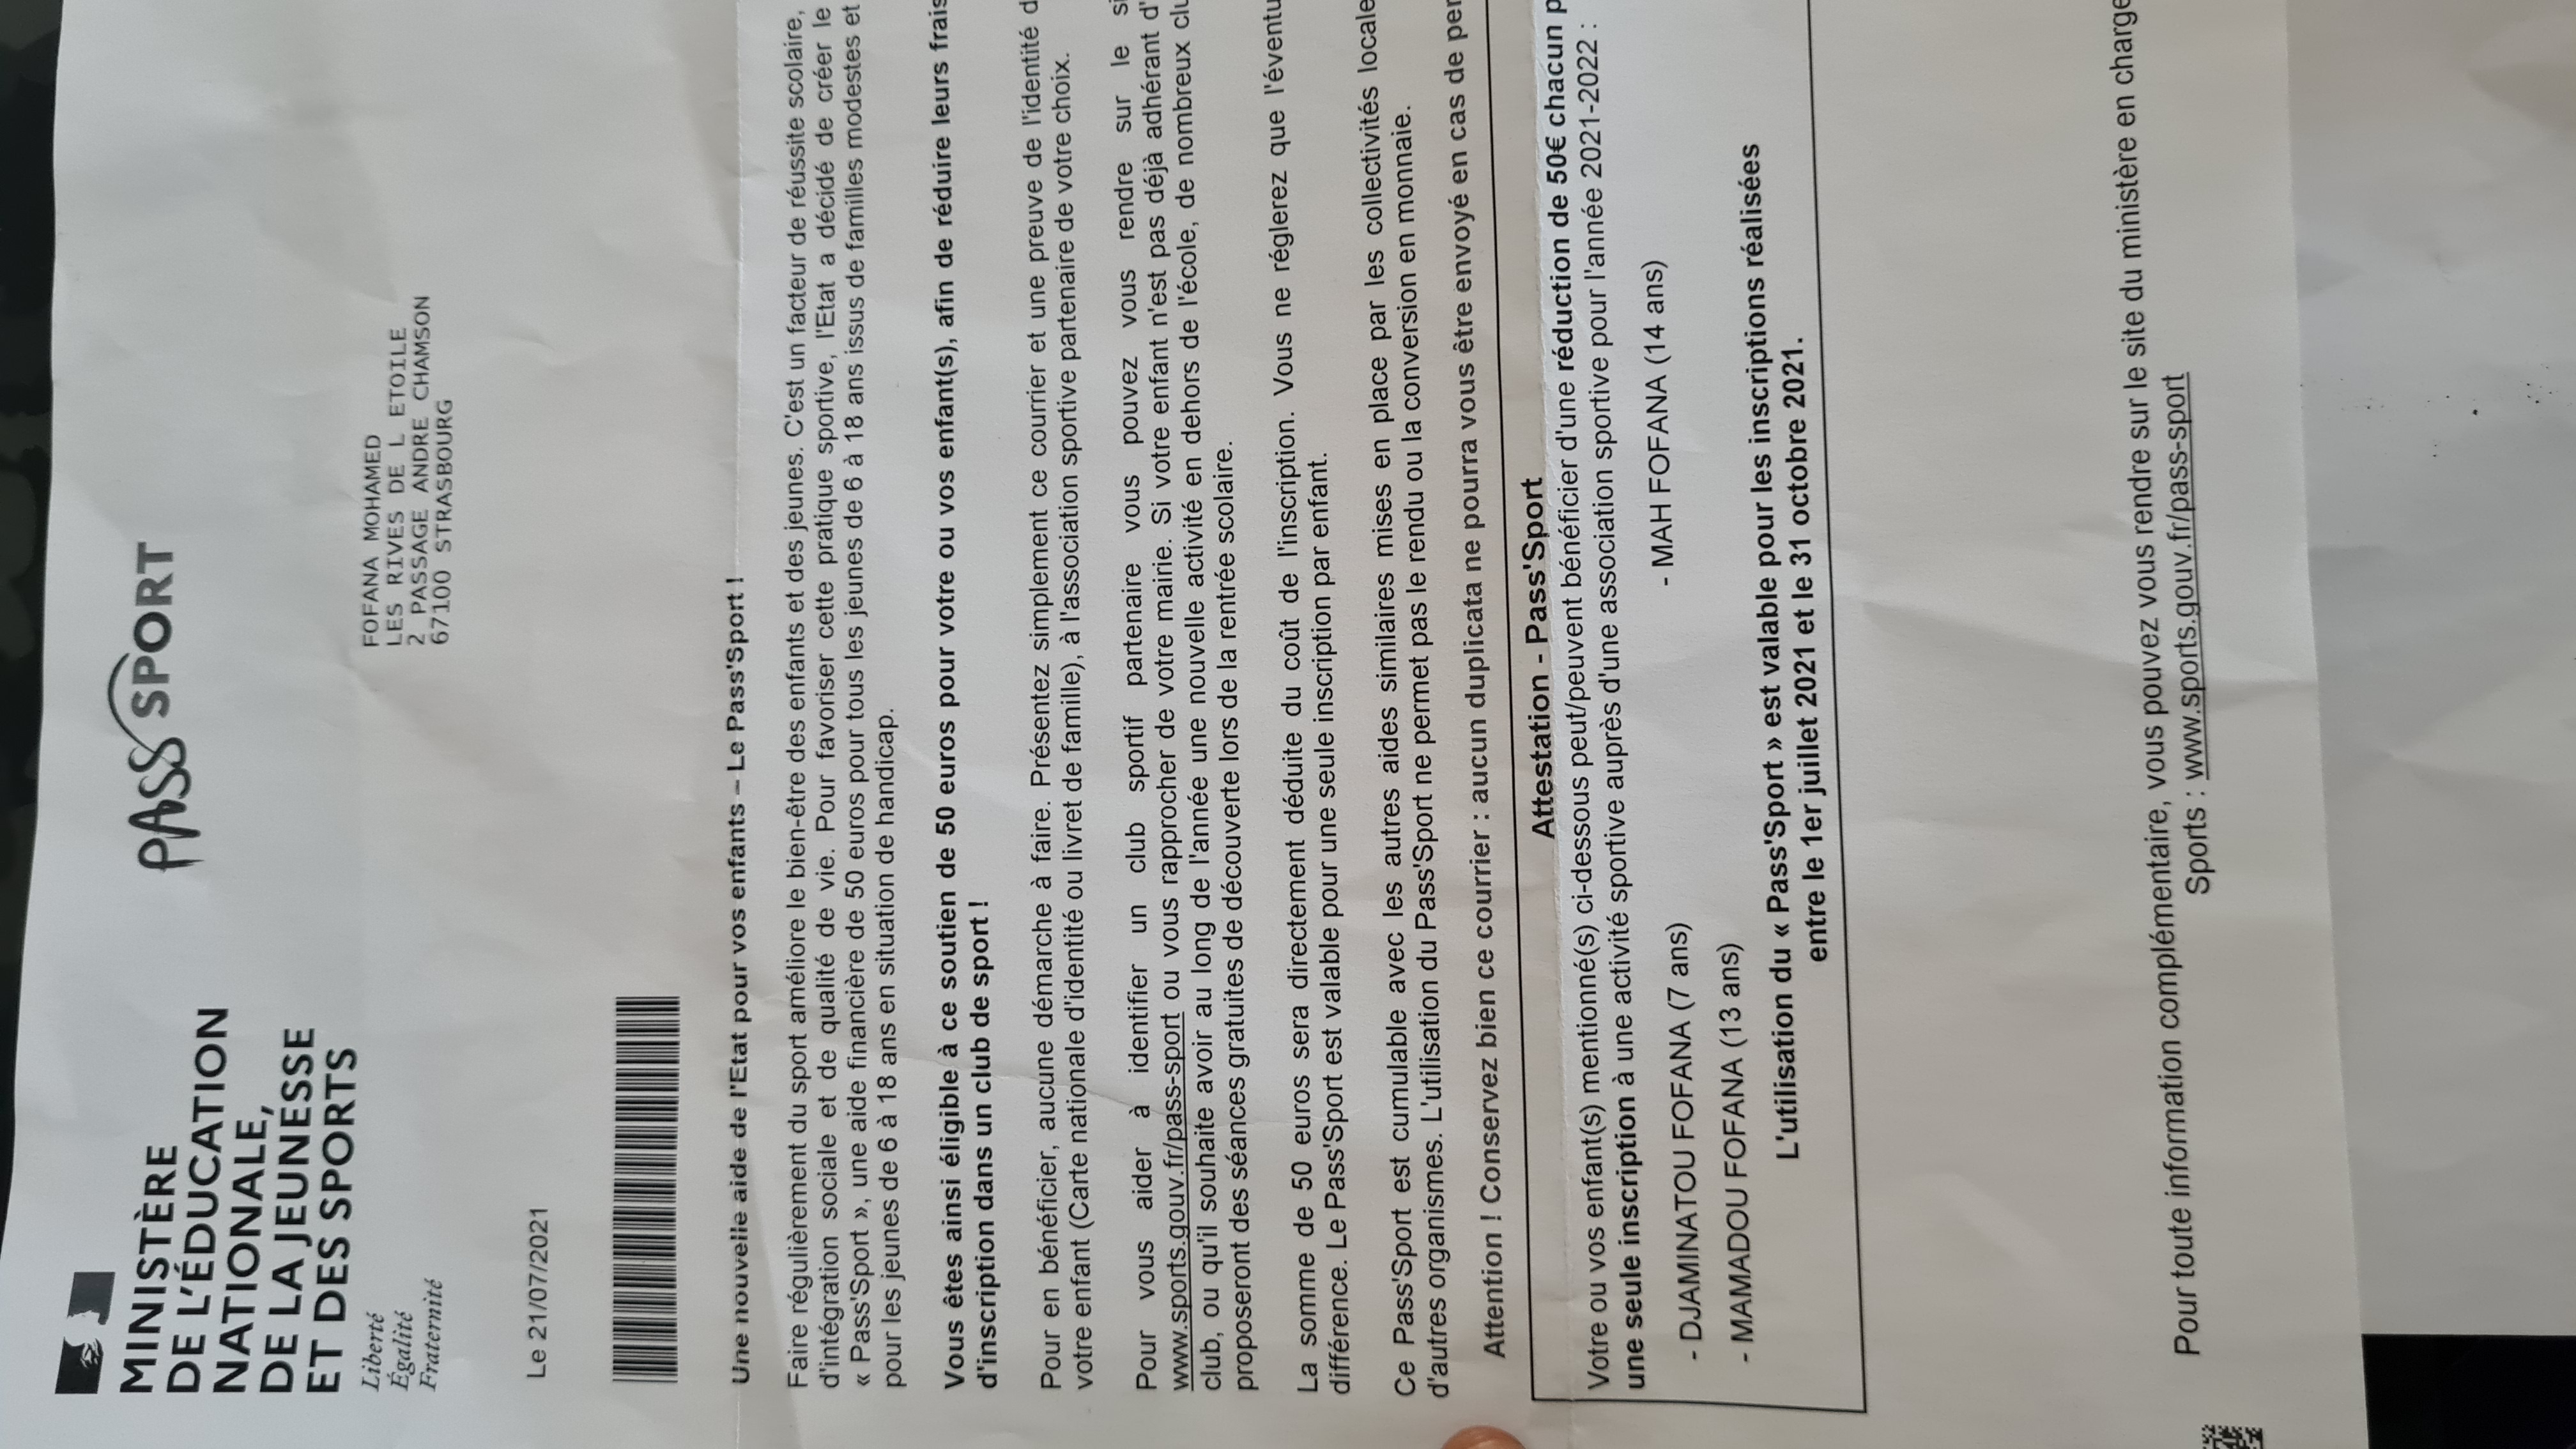 MINISTÈRE
DE L'ÉDUCATION
NATIONALE,
DE LA JEUNESSE
ET DES SPORTS
Liberté
Égalité
Fraternité
PASS SPORT
FOFANA MOHAMED
LES RIVES DE L ETOILE
2 PASSAGE ANDRE CHAMSON
67100 STRASBOURG
Le 21/07/2021
Une nouvelle aide de l'Etat pour vos enfants – Le Pass'Sport !
Faire régulièrement du sport améliore le bien-être des enfants et des jeunes. C'est un facteur de réussite scolaire,
d'intégration sociale et de qualité de vie. Pour favoriser cette pratique sportive, l'Etat a décidé de créer le
« Pass'Sport », une aide financière de 50 euros pour tous les jeunes de 6 à 18 ans issus de familles modestes et
pour les jeunes de 6 à 18 ans en situation de handicap.
Vous êtes ainsi éligible à ce soutien de 50 euros pour votre ou vos enfant(s), afin de réduire leurs frais
d'inscription dans un club de sport !
Pour en bénéficier, aucune démarche à faire. Présentez simplement ce courrier et une preuve de l'identité d
votre enfant (Carte nationale d'identité ou livret de famille), à l'association sportive partenaire de votre choix.
Pour vous aider à identifier un club sportif partenaire vous pouvez vous rendre sur le si
www.sports.gouv.fr/pass-sport ou vous rapprocher de votre mairie. Si votre enfant n'est pas déjà adhérant d'
club, ou qu'il souhaite avoir au long de l'année une nouvelle activité en dehors de l'école, de nombreux clu
proposeront des séances gratuites de découverte lors de la rentrée scolaire.
La somme de 50 euros sera directement déduite du coût de l'inscription. Vous ne réglerez que l'éventu
différence. Le Pass'Sport est valable pour une seule inscription par enfant.
Ce Pass'Sport est cumulable avec les autres aides similaires mises en place par les collectivités locale
d'autres organismes. L'utilisation du Pass'Sport ne permet pas le rendu ou la conversion en monnaie.
Attention ! Conservez bien ce courrier : aucun duplicata ne pourra vous être envoyé en cas de per
Attestation - Pass'Sport
Votre ou vos enfant(s) mentionné(s) ci-dessous peut/peuvent bénéficier d'une réduction de 50€ chacun p
une seule inscription à une activité sportive auprès d'une association sportive pour l'année 2021-2022 :
- DJAMINATOU FOFANA (7 ans)
- MAH FOFANA (14 ans)
- MAMADOU FOFANA (13 ans)
L'utilisation du « Pass'Sport » est valable pour les inscriptions réalisées
entre le 1er juillet 2021 et le 31 octobre 2021.
Pour toute information complémentaire, vous pouvez vous rendre sur le site du ministère en charge
Sports : www.sports.gouv.fr/pass-sport